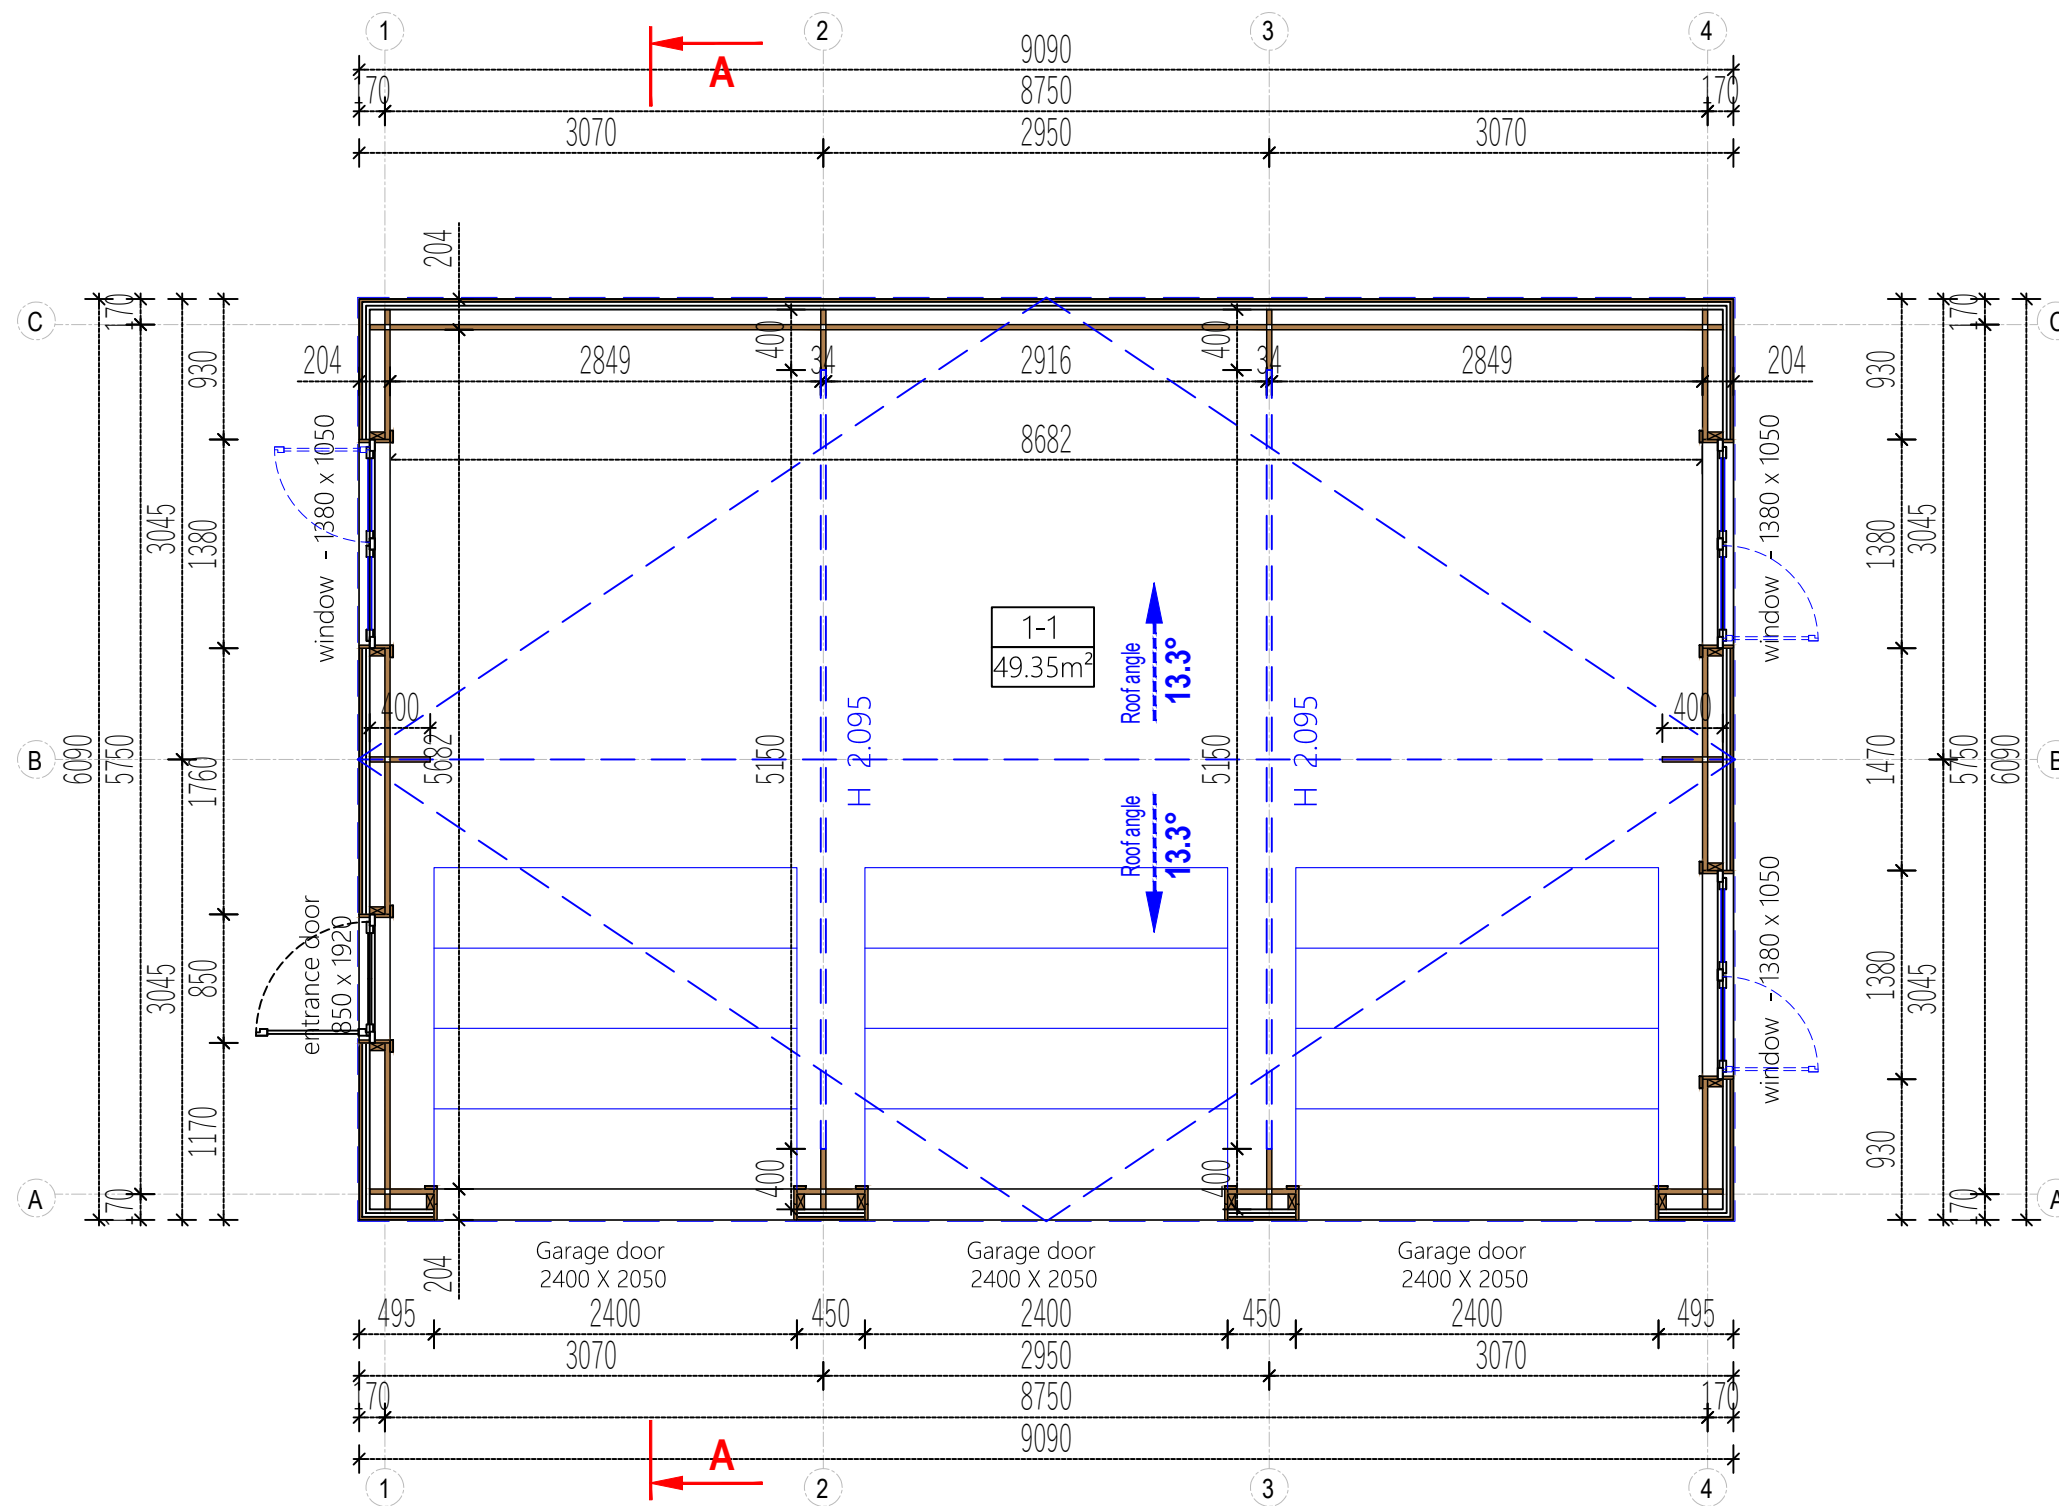 1 2 3 4
A
9090
170 8750 170
3070 2950 3070
204
C
C
170
170
6090
5750
3045
930
204 2849 34 2916 34 2849 204
400
400
930
8682
1380
window - 1380 x 1050
window - 1380 x 1050
1380
3045
5750
6090
1-1
49.35m²
Roof angle
13.3°
400
400
B
B
5682
5150
H 2.095
5150
H 2.095
1760
1470
Roof angle
13.3°
entrance door
850 x 1920
850
3045
1170
window - 1380 x 1050
1380
3045
930
400
400
A
A
170
170
204
Garage door
2400 X 2050
Garage door
2400 X 2050
Garage door
2400 X 2050
495 2400 450 2400 450 2400 495
3070 2950 3070
170 8750 170
9090
A
1 2 3 4